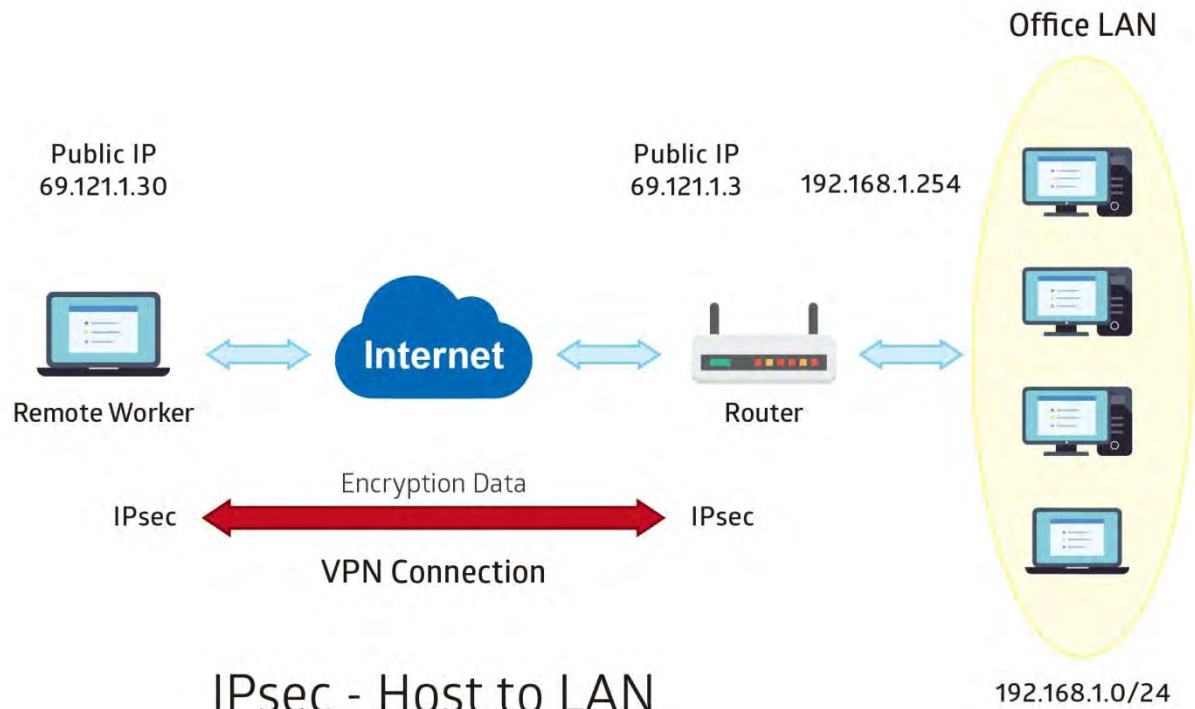 Office LAN
Public IP
69.121.1.30
Public IP
69.121.1.3
192.168.1.254
Internet
Remote Worker
Router
Encryption Data
IPsec
IPsec
VPN Connection
IPsec - Host to LAN
192.168.1.0/24